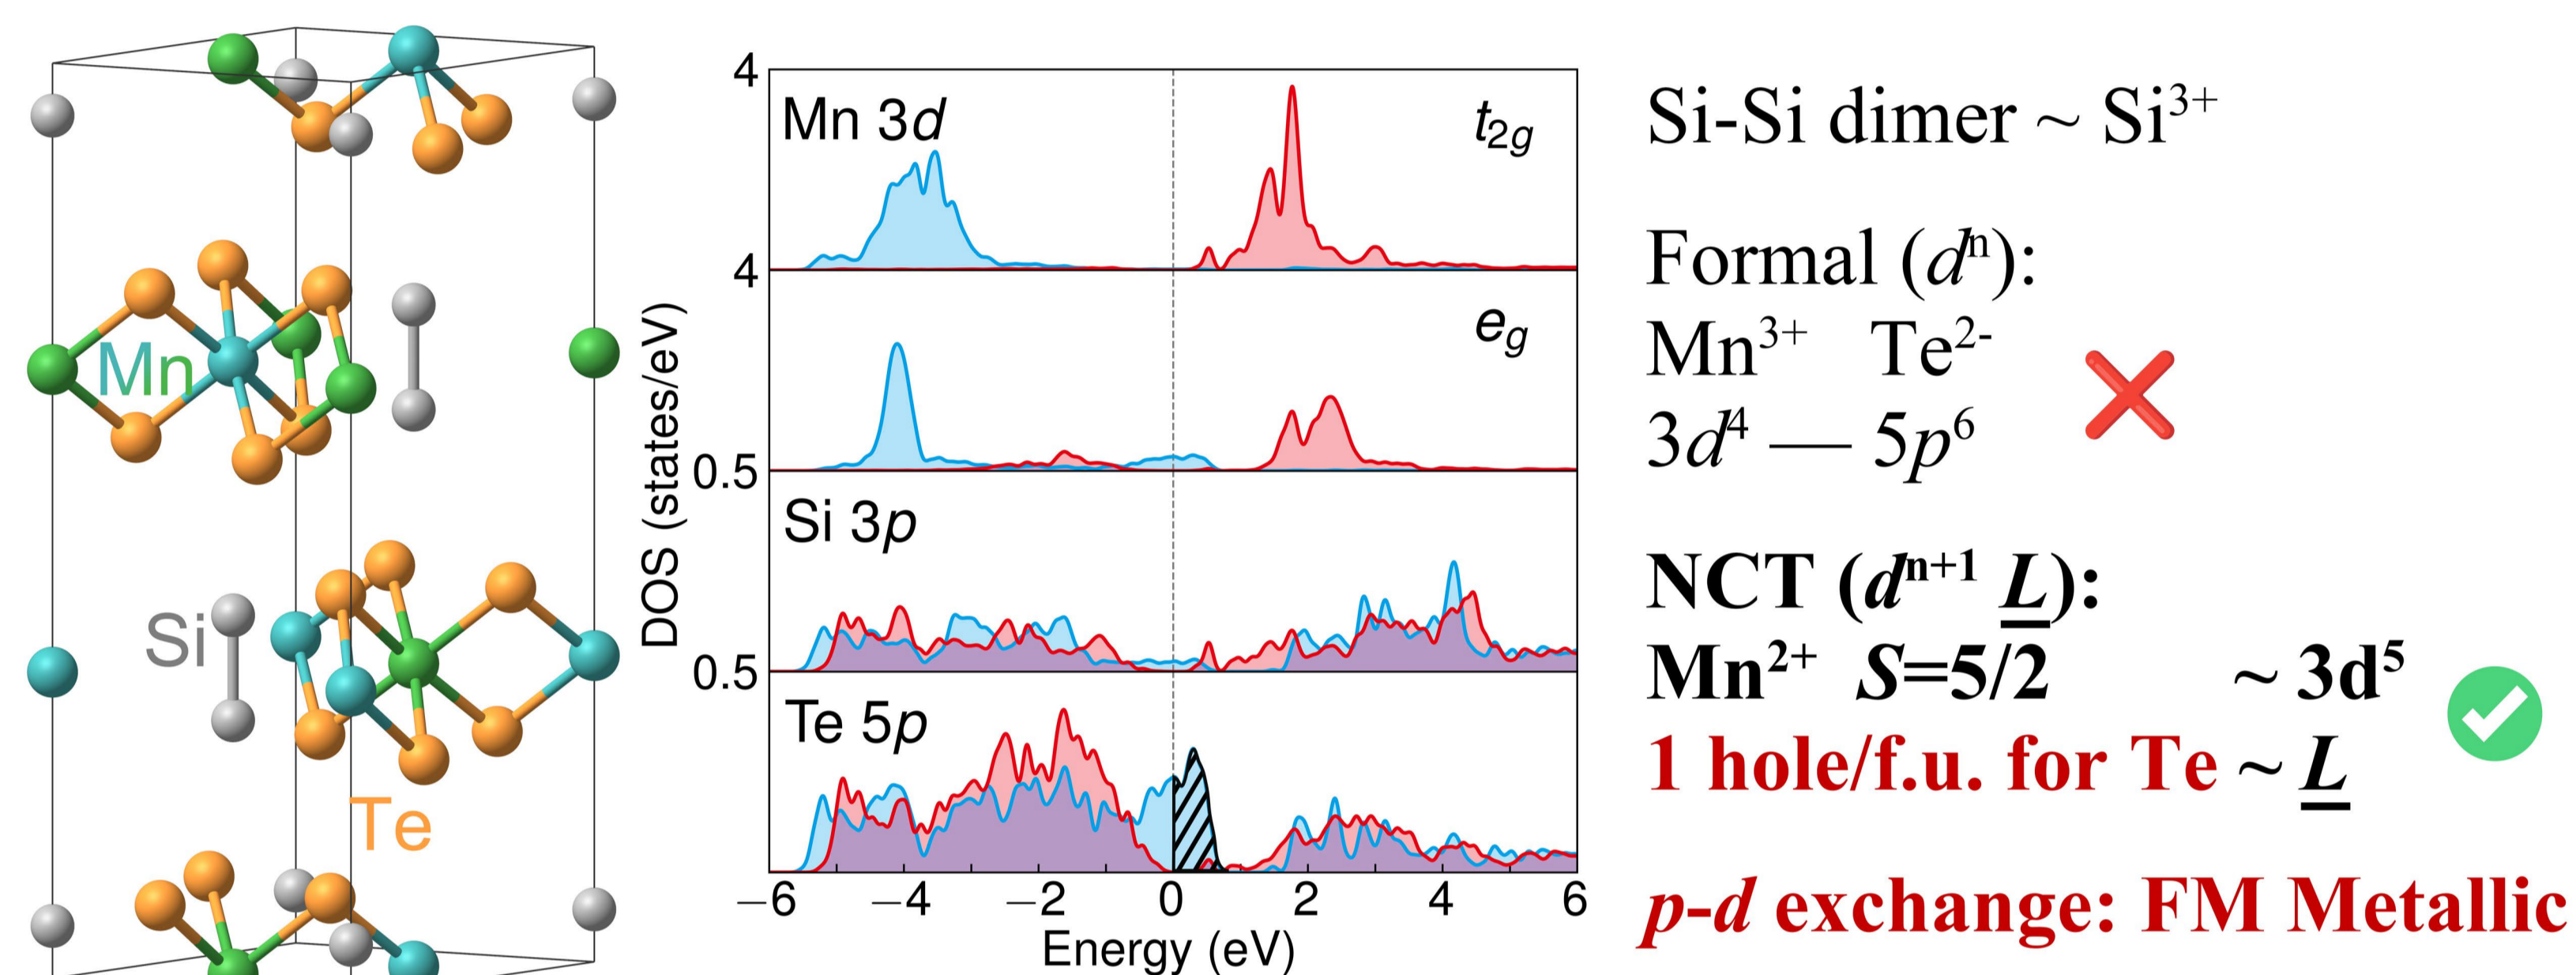 Mn
Si
Te
DOS (states/eV)
4
Mn 3d
t2g
4
eg
0.5
Si 3p
0.5
Te 5p
−6 −4 −2 0 2 4 6
Energy (eV)
Si-Si dimer ~ Si³⁺
Formal (dⁿ):
Mn³⁺ Te²⁻
3d⁴ — 5p⁶
NCT (dⁿ⁺¹ L):
Mn²⁺ S=5/2 ~ 3d⁵
1 hole/f.u. for Te ~ L
p-d exchange: FM Metallic